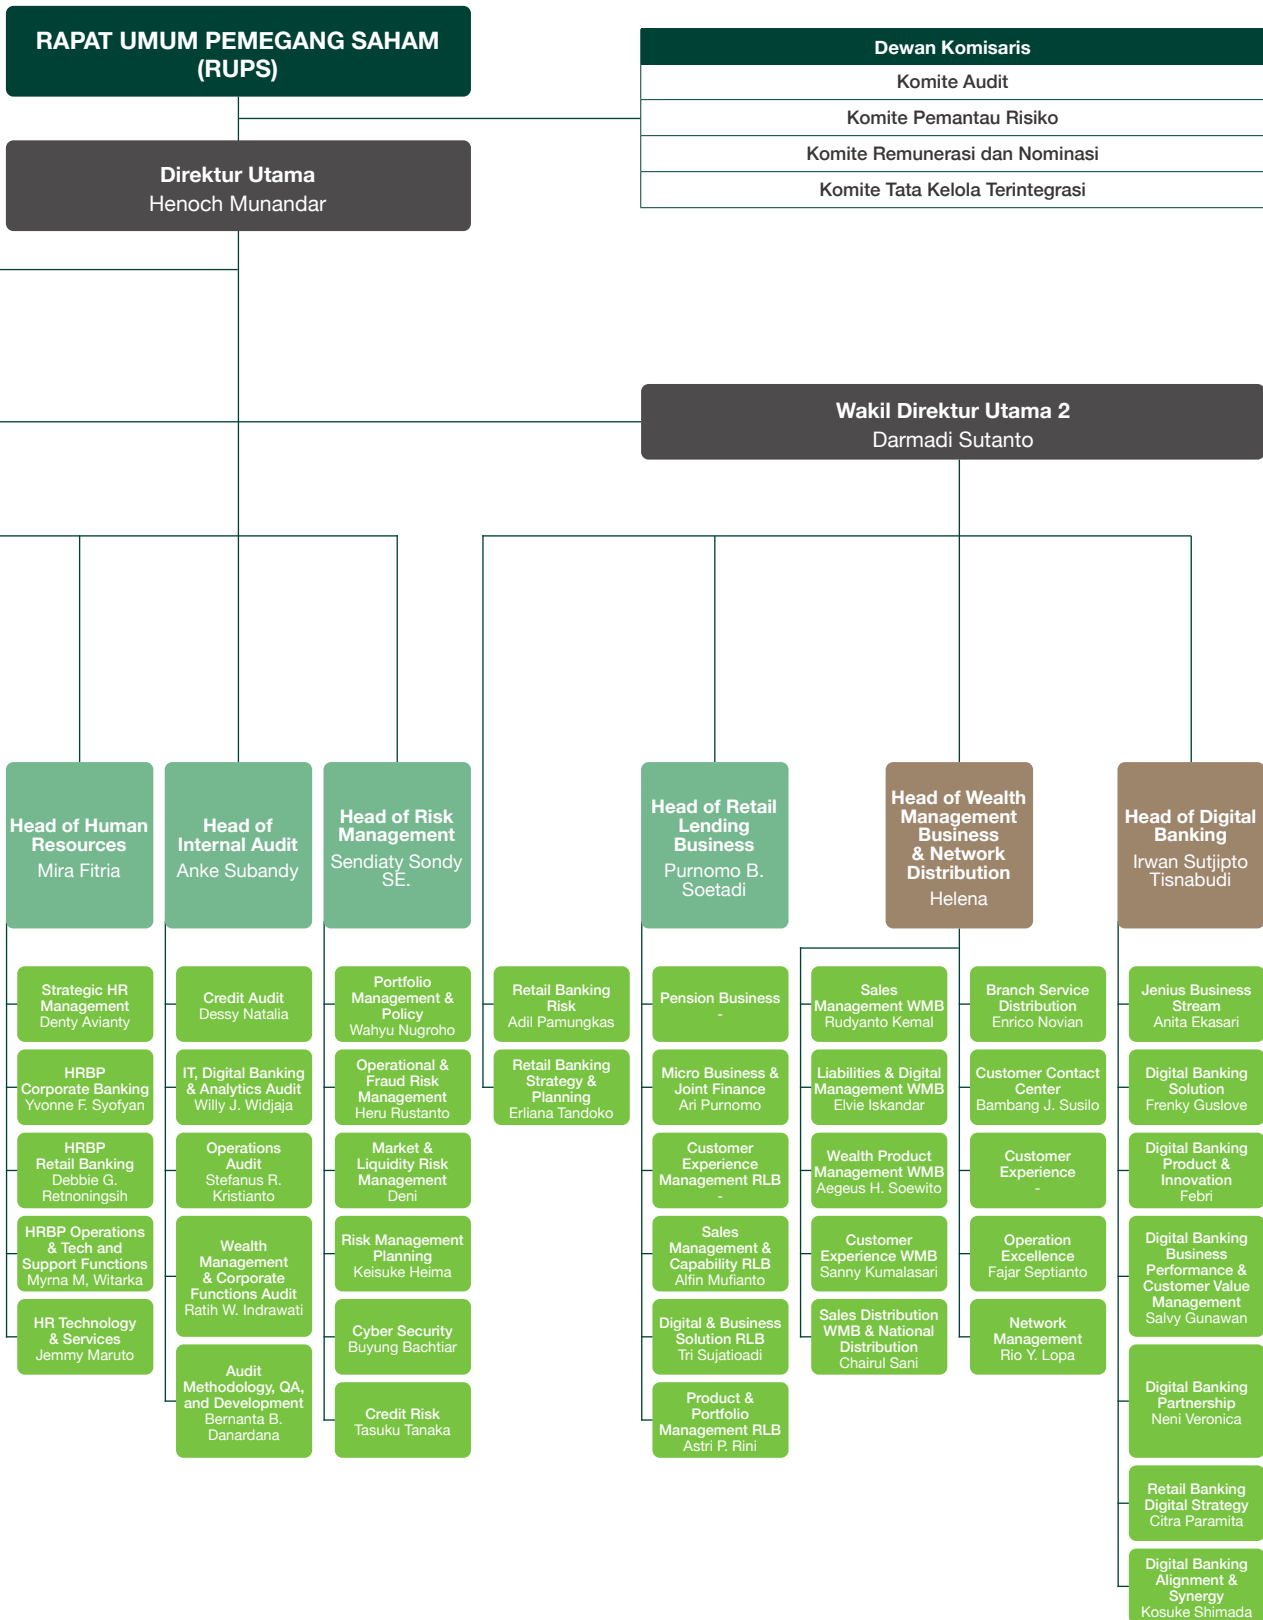 RAPAT UMUM PEMEGANG SAHAM
(RUPS)
Dewan Komisaris
Komite Audit
Komite Pemantau Risiko
Komite Remunerasi dan Nominasi
Komite Tata Kelola Terintegrasi
Direktur Utama
Henoch Munandar
Wakil Direktur Utama 2
Darmadi Sutanto
Head of Human
Resources
Mira Fitria
Head of
Internal Audit
Anke Subandy
Head of Risk
Management
Sendiaty Sondy
SE.
Head of Retail
Lending
Business
Purnomo B.
Soetadi
Head of Wealth
Management
Business
& Network
Distribution
Helena
Head of Digital
Banking
Irwan Sutjipto
Tisnabudi
Strategic HR
Management
Denty Avianty
HRBP
Corporate Banking
Yvonne F. Syofyan
HRBP
Retail Banking
Debbie G.
Retnoningsih
HRBP Operations
& Tech and
Support Functions
Myrna M, Witarka
HR Technology
& Services
Jemmy Maruto
Credit Audit
Dessy Natalia
IT, Digital Banking
& Analytics Audit
Willy J. Widjaja
Operations
Audit
Stefanus R.
Kristianto
Wealth
Management
& Corporate
Functions Audit
Ratih W. Indrawati
Audit
Methodology, QA,
and Development
Bernanta B.
Danardana
Portfolio
Management &
Policy
Wahyu Nugroho
Operational &
Fraud Risk
Management
Heru Rustanto
Market &
Liquidity Risk
Management
Deni
Risk Management
Planning
Keisuke Heima
Cyber Security
Buyung Bachtiar
Credit Risk
Tasuku Tanaka
Retail Banking
Risk
Adil Pamungkas
Retail Banking
Strategy &
Planning
Erliana Tandoko
Pension Business
-
Micro Business &
Joint Finance
Ari Purnomo
Customer
Experience
Management RLB
-
Sales
Management &
Capability RLB
Alfin Mufianto
Digital & Business
Solution RLB
Tri Sujatioadi
Product &
Portfolio
Management RLB
Astri P. Rini
Sales
Management WMB
Rudyanto Kemal
Liabilities & Digital
Management WMB
Elvie Iskandar
Wealth Product
Management WMB
Aegeus H. Soewito
Customer
Experience WMB
Sanny Kumalasari
Sales Distribution
WMB & National
Distribution
Chairul Sani
Branch Service
Distribution
Enrico Novian
Customer Contact
Center
Bambang J. Susilo
Customer
Experience
-
Operation
Excellence
Fajar Septianto
Network
Management
Rio Y. Lopa
Jenius Business
Stream
Anita Ekasari
Digital Banking
Solution
Frenky Guslove
Digital Banking
Product &
Innovation
Febri
Digital Banking
Business
Performance &
Customer Value
Management
Salvy Gunawan
Digital Banking
Partnership
Neni Veronica
Retail Banking
Digital Strategy
Citra Paramita
Digital Banking
Alignment &
Synergy
Kosuke Shimada